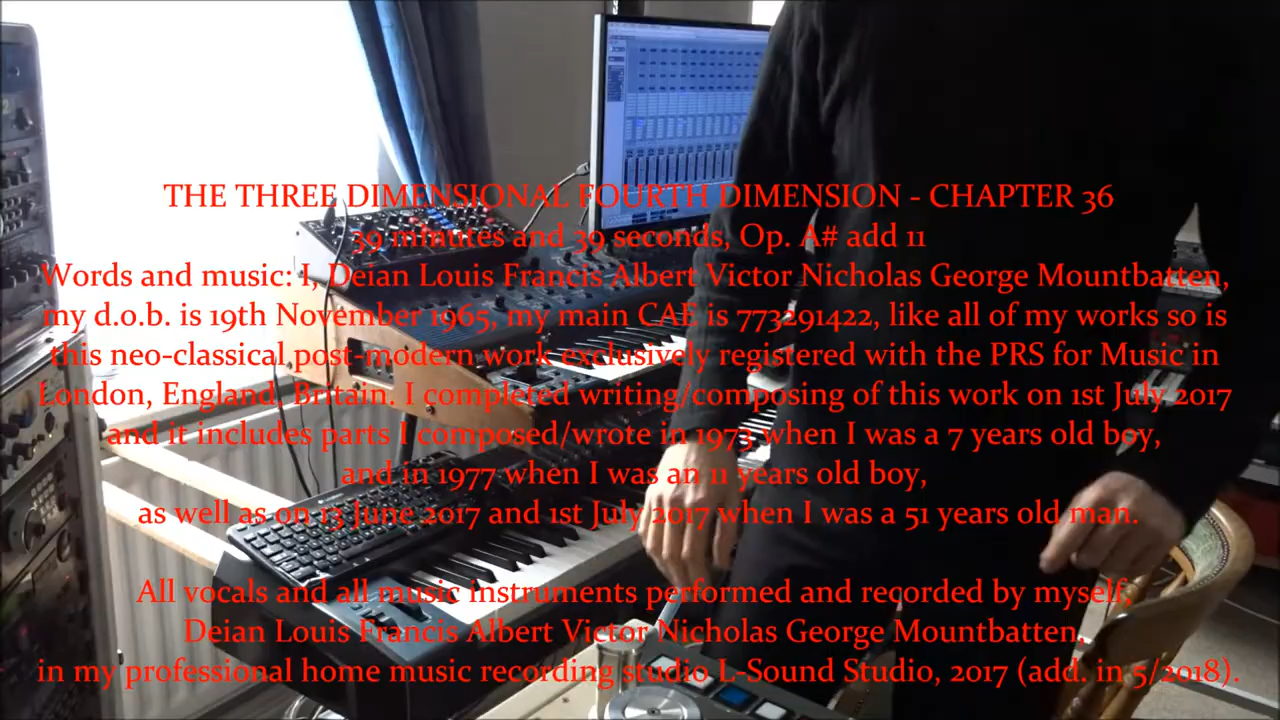 THE THREE DIMENSIONAL FOURTH DIMENSION - CHAPTER 36
39 minutes and 39 seconds, Op. A# add 11
Words and music: I, Deian Louis Francis Albert Victor Nicholas George Mountbatten,
my d.o.b. is 19th November 1965, my main CAE is 773291422, like all of my works so is
this neo-classical post-modern work exclusively registered with the PRS for Music in
London, England, Britain. I completed writing/composing of this work on 1st July 2017
and it includes parts I composed/wrote in 1973 when I was a 7 years old boy,
and in 1977 when I was an 11 years old boy,
as well as on 13 June 2017 and 1st July 2017 when I was a 51 years old man.
All vocals and all music instruments performed and recorded by myself,
Deian Louis Francis Albert Victor Nicholas George Mountbatten,
in my professional home music recording studio L-Sound Studio, 2017 (add. in 5/2018).